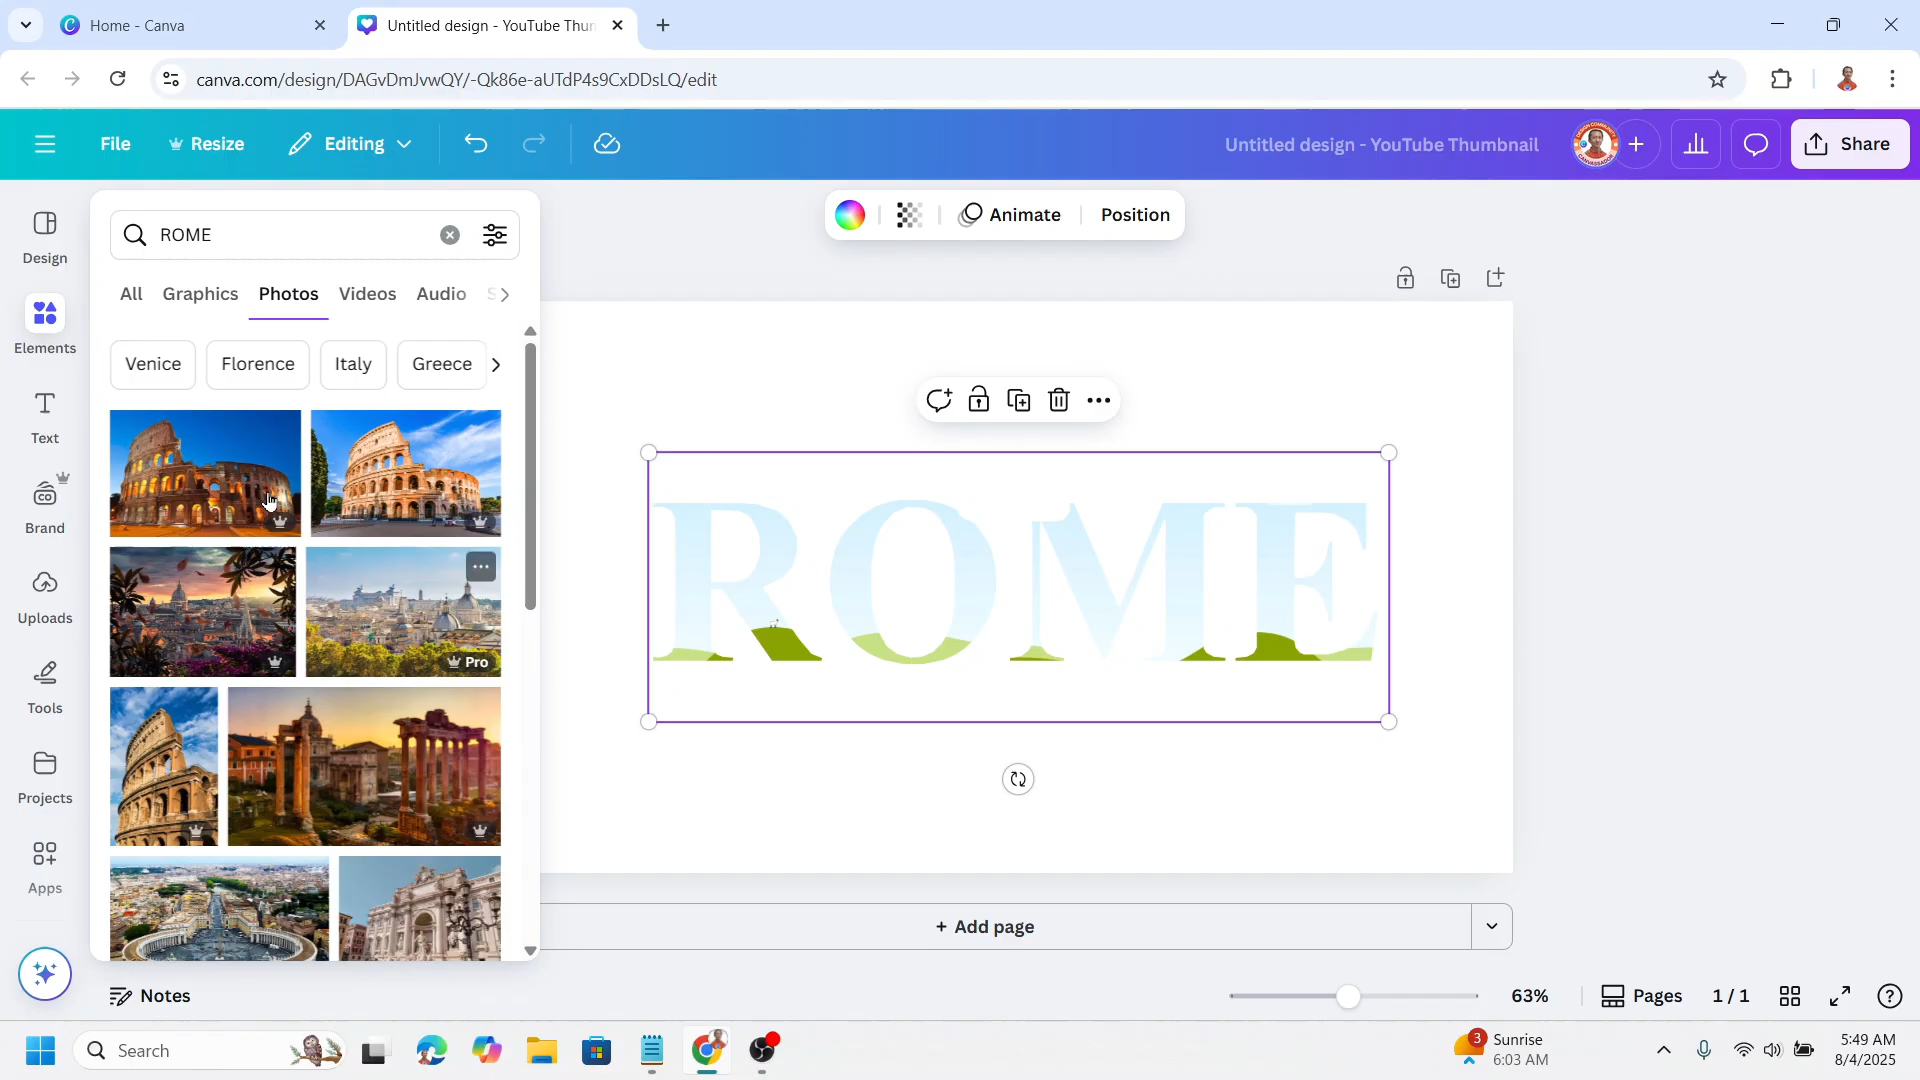 Home - Canva
Untitled design - YouTube Thun
canva.com/design/DAGvDmJvwQY/-Qk86e-aUTdP4s9CxDDsLQ/edit
File
Resize
Editing
Untitled design - YouTube Thumbnail
Share
Design
Elements
Text
Brand
Uploads
Tools
Projects
Apps
ROME
All Graphics Photos Videos Audio S
Venice Florence Italy Greece
Pro
Animate
Position
ROME
+ Add page
Notes
63%
Pages
1 / 1
Search
3
Sunrise
6:03 AM
5:49 AM
8/4/2025